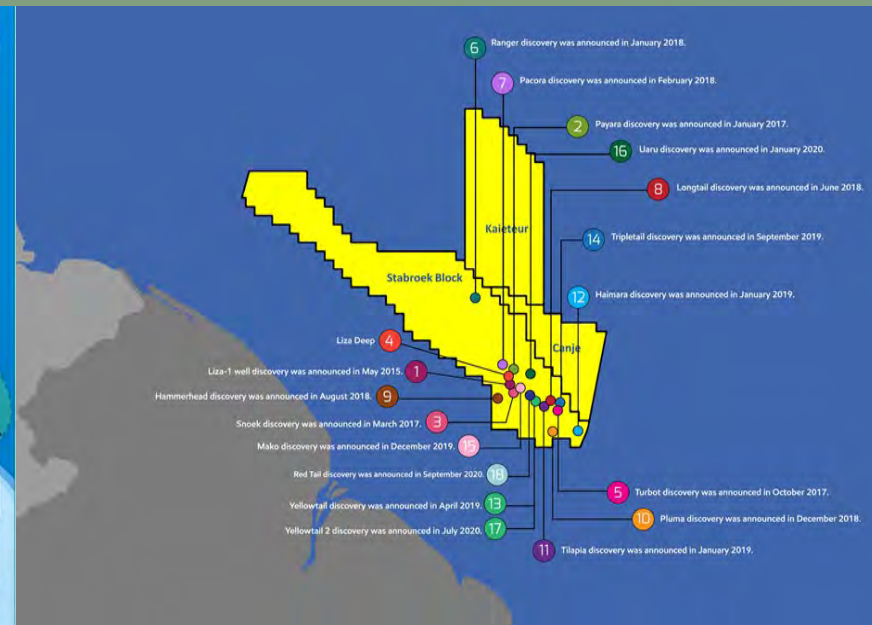 6 Ranger discovery was announced in January 2018.
7 Pacora discovery was announced in February 2018.
2 Payara discovery was announced in January 2017.
16 Uaru discovery was announced in January 2020.
8 Longtail discovery was announced in June 2018.
14 Tripletail discovery was announced in September 2019.
Kaieteur
Stabroek Block
12 Haimara discovery was announced in January 2019.
Liza Deep 4
Canje
Liza-1 well discovery was announced in May 2015. 1
Hammerhead discovery was announced in August 2018. 9
Snoek discovery was announced in March 2017. 3
Mako discovery was announced in December 2019. 15
Red Tail discovery was announced in September 2020. 18
5 Turbot discovery was announced in October 2017.
Yellowtail discovery was announced in April 2019. 13
10 Pluma discovery was announced in December 2018.
Yellowtail 2 discovery was announced in July 2020. 17
11 Tilapia discovery was announced in January 2019.